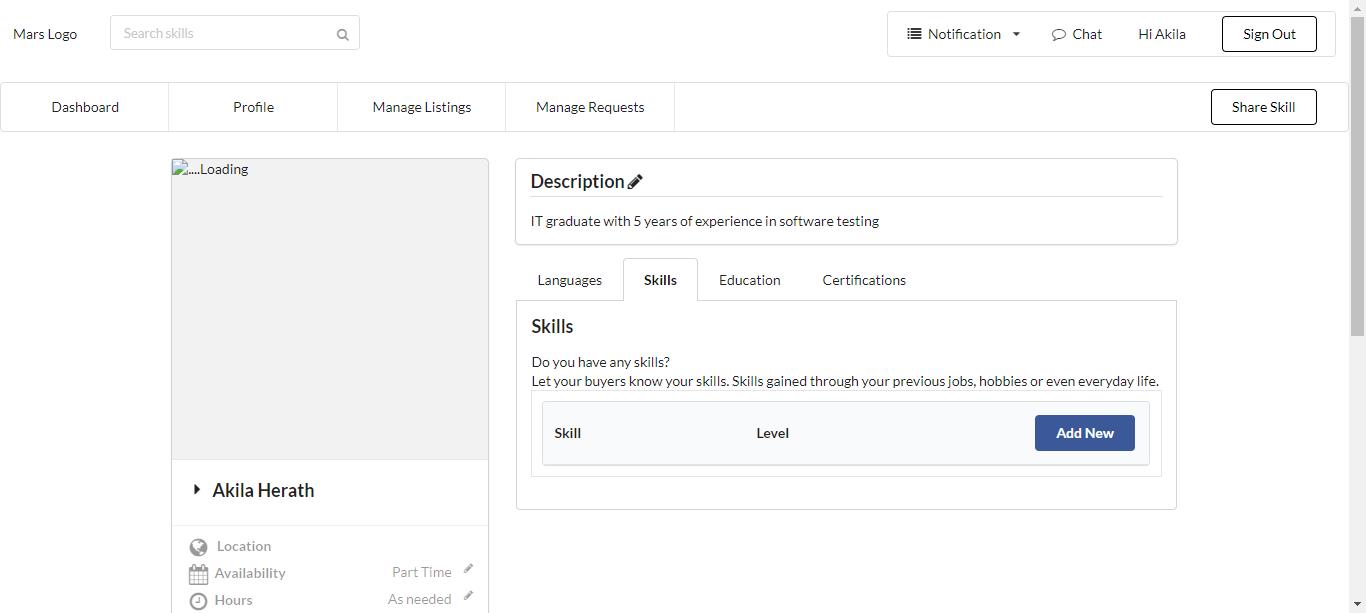 Mars Logo
Search skills
Notification
Chat
Hi Akila
Sign Out
Dashboard
Profile
Manage Listings
Manage Requests
Share Skill
....Loading
Description
IT graduate with 5 years of experience in software testing
Languages
Skills
Education
Certifications
Skills
Do you have any skills?
Let your buyers know your skills. Skills gained through your previous jobs, hobbies or even everyday life.
Skill
Level
Add New
Akila Herath
Location
Availability
Part Time
Hours
As needed